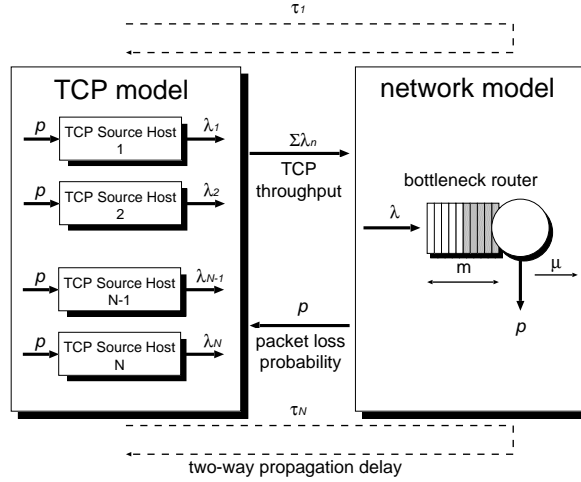 τ1
TCP model
network model
p
TCP Source Host
1
λ1
p
TCP Source Host
2
λ2
p
TCP Source Host
N-1
λN-1
p
TCP Source Host
N
λN
Σλn
TCP
throughput
p
packet loss
probability
bottleneck router
λ
m
μ
p
τN
two-way propagation delay